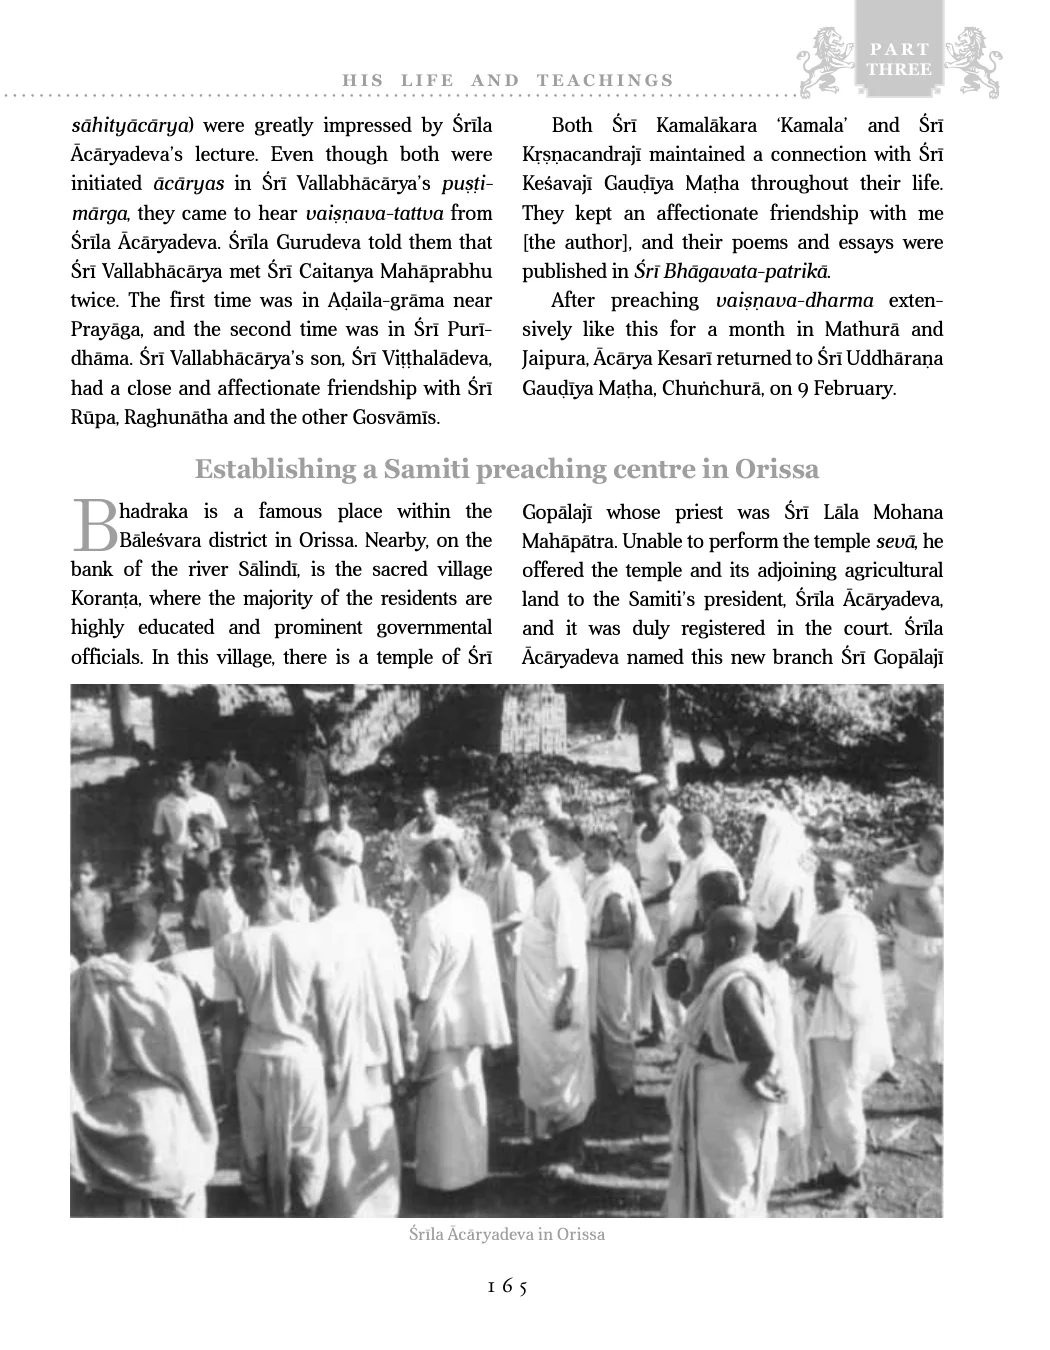 PART
THREE
HIS LIFE AND TEACHINGS
sāhityācārya) were greatly impressed by Śrīla
Ācāryadeva’s lecture. Even though both were
initiated ācāryas in Śrī Vallabhācārya’s puṣṭi-
mārga, they came to hear vaiṣṇava-tattva from
Śrīla Ācāryadeva. Śrīla Gurudeva told them that
Śrī Vallabhācārya met Śrī Caitanya Mahāprabhu
twice. The first time was in Aḍaila-grāma near
Prayāga, and the second time was in Śrī Purī-
dhāma. Śrī Vallabhācārya’s son, Śrī Viṭṭhalādeva,
had a close and affectionate friendship with Śrī
Rūpa, Raghunātha and the other Gosvāmīs.
Both Śrī Kamalākara ‘Kamala’ and Śrī
Kṛṣṇacandrajī maintained a connection with Śrī
Keśavajī Gauḍīya Maṭha throughout their life.
They kept an affectionate friendship with me
[the author], and their poems and essays were
published in Śrī Bhāgavata-patrikā.
After preaching vaiṣṇava-dharma exten-
sively like this for a month in Mathurā and
Jaipura, Ācārya Kesarī returned to Śrī Uddhāraṇa
Gauḍīya Maṭha, Chuṅchurā, on 9 February.
Establishing a Samiti preaching centre in Orissa
Bhadraka is a famous place within the
Bāleśvara district in Orissa. Nearby, on the
bank of the river Sālindī, is the sacred village
Koranṭa, where the majority of the residents are
highly educated and prominent governmental
officials. In this village, there is a temple of Śrī
Gopālajī whose priest was Śrī Lāla Mohana
Mahāpātra. Unable to perform the temple sevā, he
offered the temple and its adjoining agricultural
land to the Samiti’s president, Śrīla Ācāryadeva,
and it was duly registered in the court. Śrīla
Ācāryadeva named this new branch Śrī Gopālajī
Śrīla Ācāryadeva in Orissa
165